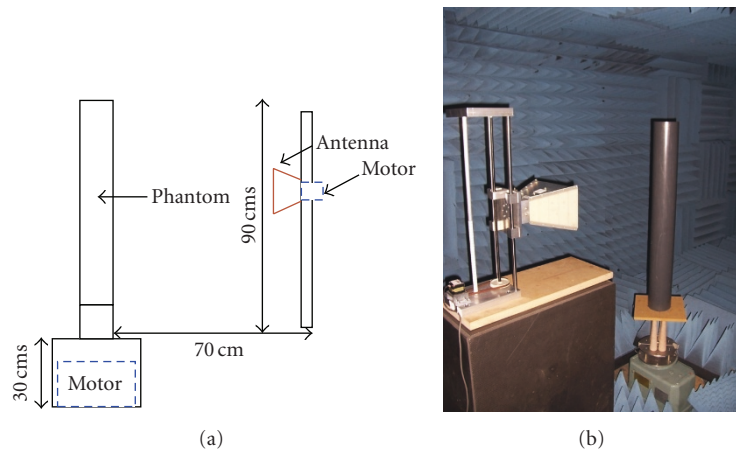 Antenna
Motor
Phantom
90 cms
70 cm
30 cms
Motor
(a)
(b)